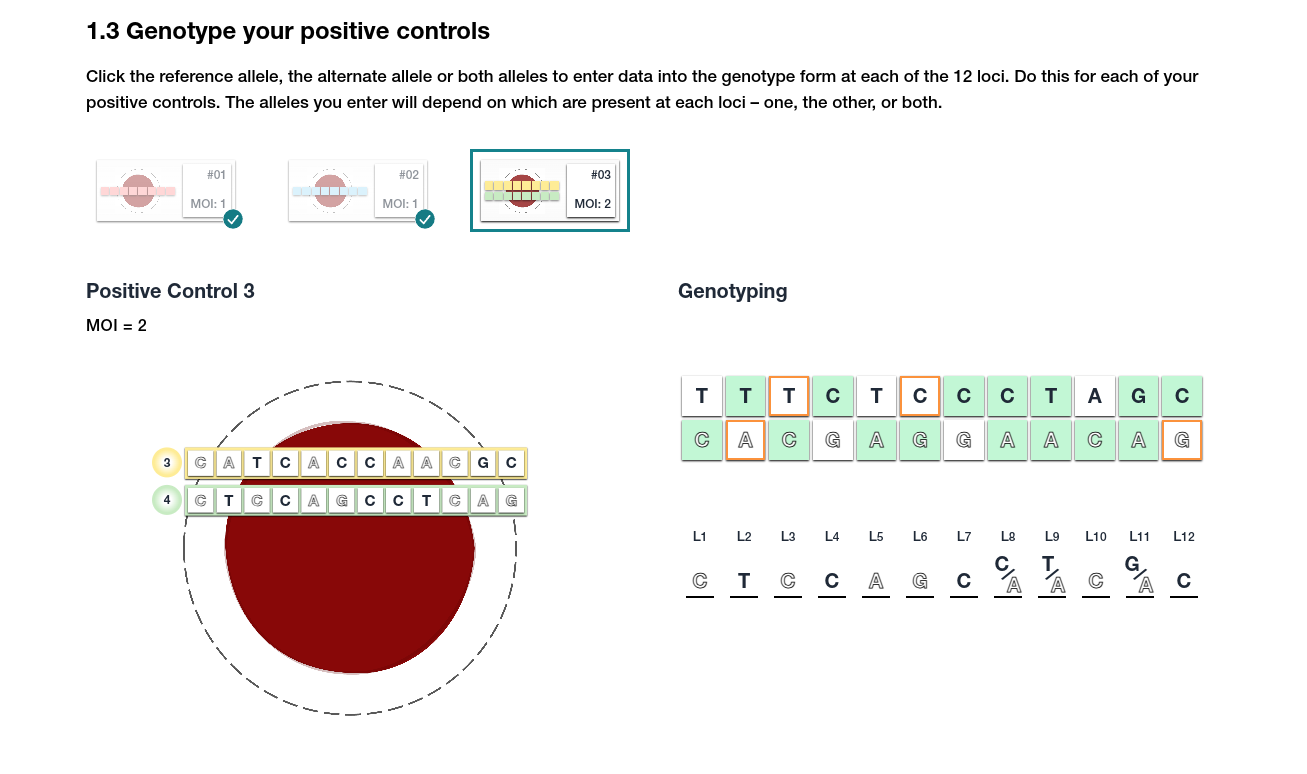 1.3 Genotype your positive controls
Click the reference allele, the alternate allele or both alleles to enter data into the genotype form at each of the 12 loci. Do this for each of your
positive controls. The alleles you enter will depend on which are present at each loci – one, the other, or both.
#01
MOI: 1
#02
MOI: 1
#03
MOI: 2
Positive Control 3
MOI = 2
3 C A T C A C C A A C G C
4 C T C C A G C C T C A G
Genotyping
T T T C T C C C T A G C
C A C G A G G A A C A G
L1 L2 L3 L4 L5 L6 L7 L8 L9 L10 L11 L12
C T C C A G C C/A T/A C G/A C